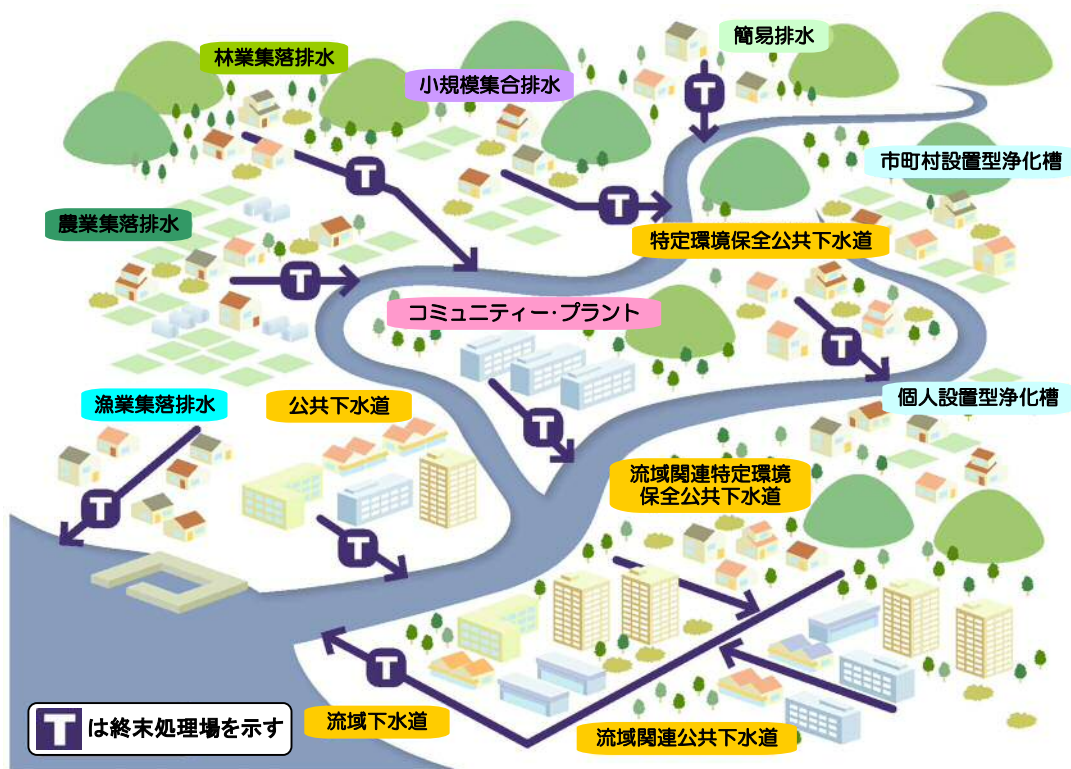 簡易排水
林業集落排水
小規模集合排水
T
市町村設置型浄化槽
T
T
農業集落排水
特定環境保全公共下水道
T
コミュニティー・プラント
T
漁業集落排水
公共下水道
個人設置型浄化槽
T
流域関連特定環境
保全公共下水道
T
T
T
流域下水道
流域関連公共下水道
Tは終末処理場を示す